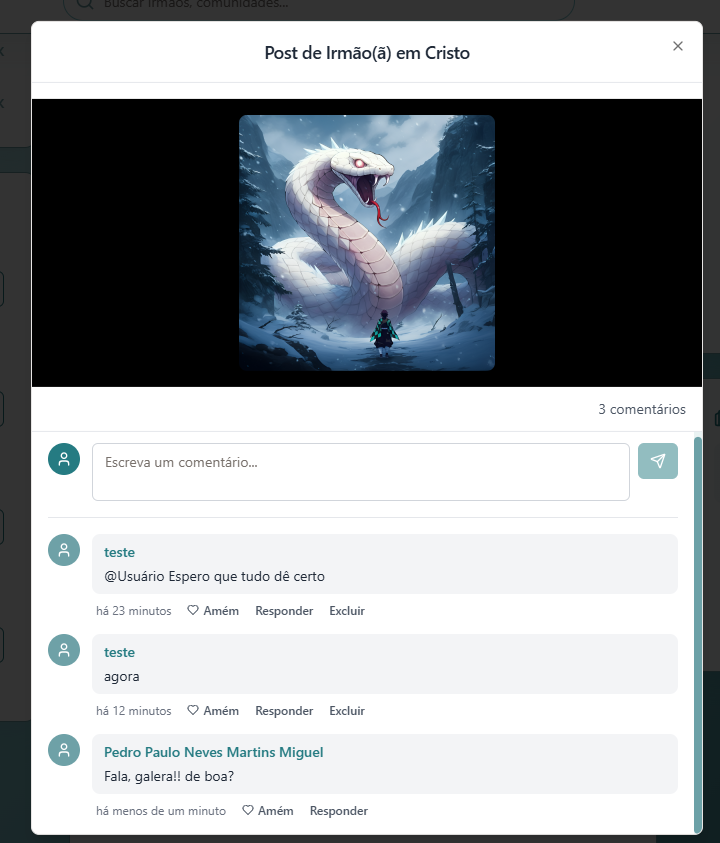 Buscar irmãos, comunidades...
Post de Irmão(ã) em Cristo
3 comentários
Escreva um comentário...
teste
@Usuário Espero que tudo dê certo
há 23 minutos Amém Responder Excluir
teste
agora
há 12 minutos Amém Responder Excluir
Pedro Paulo Neves Martins Miguel
Fala, galera!! de boa?
há menos de um minuto Amém Responder